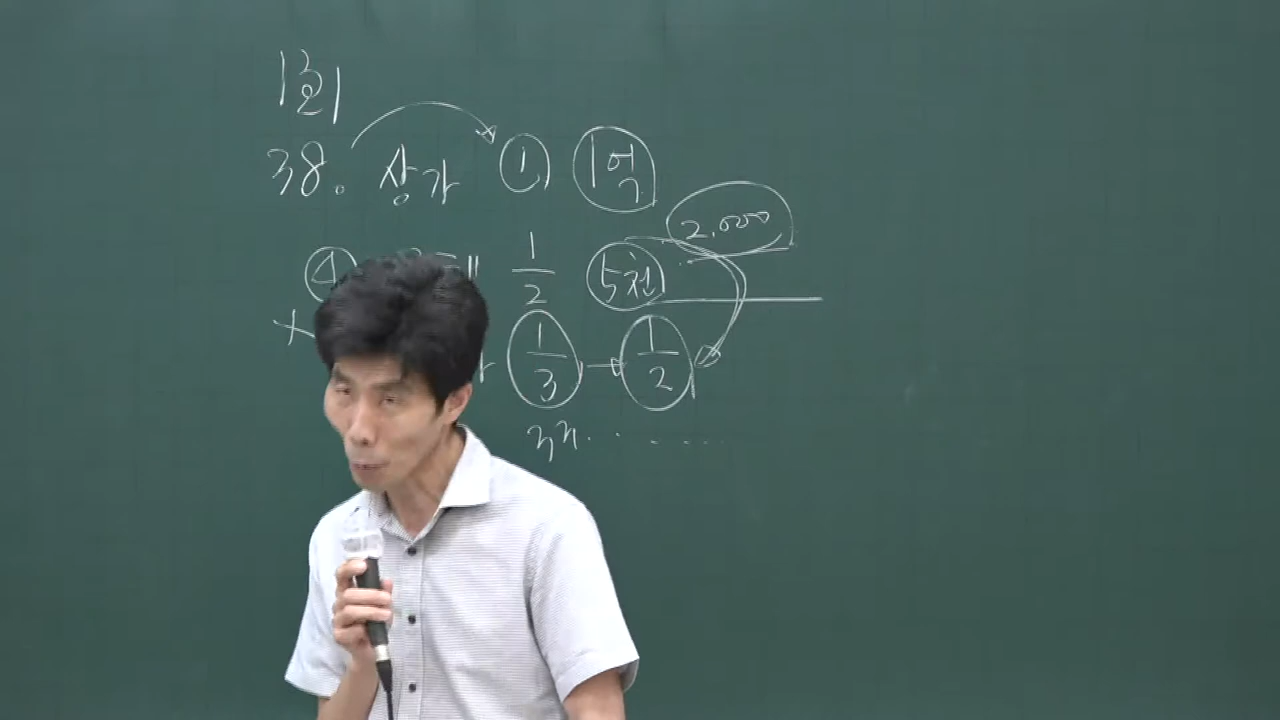 1회
38. 상가 ① 1억
④ 1/2 5천 2.000
+ 1/3 → 1/2